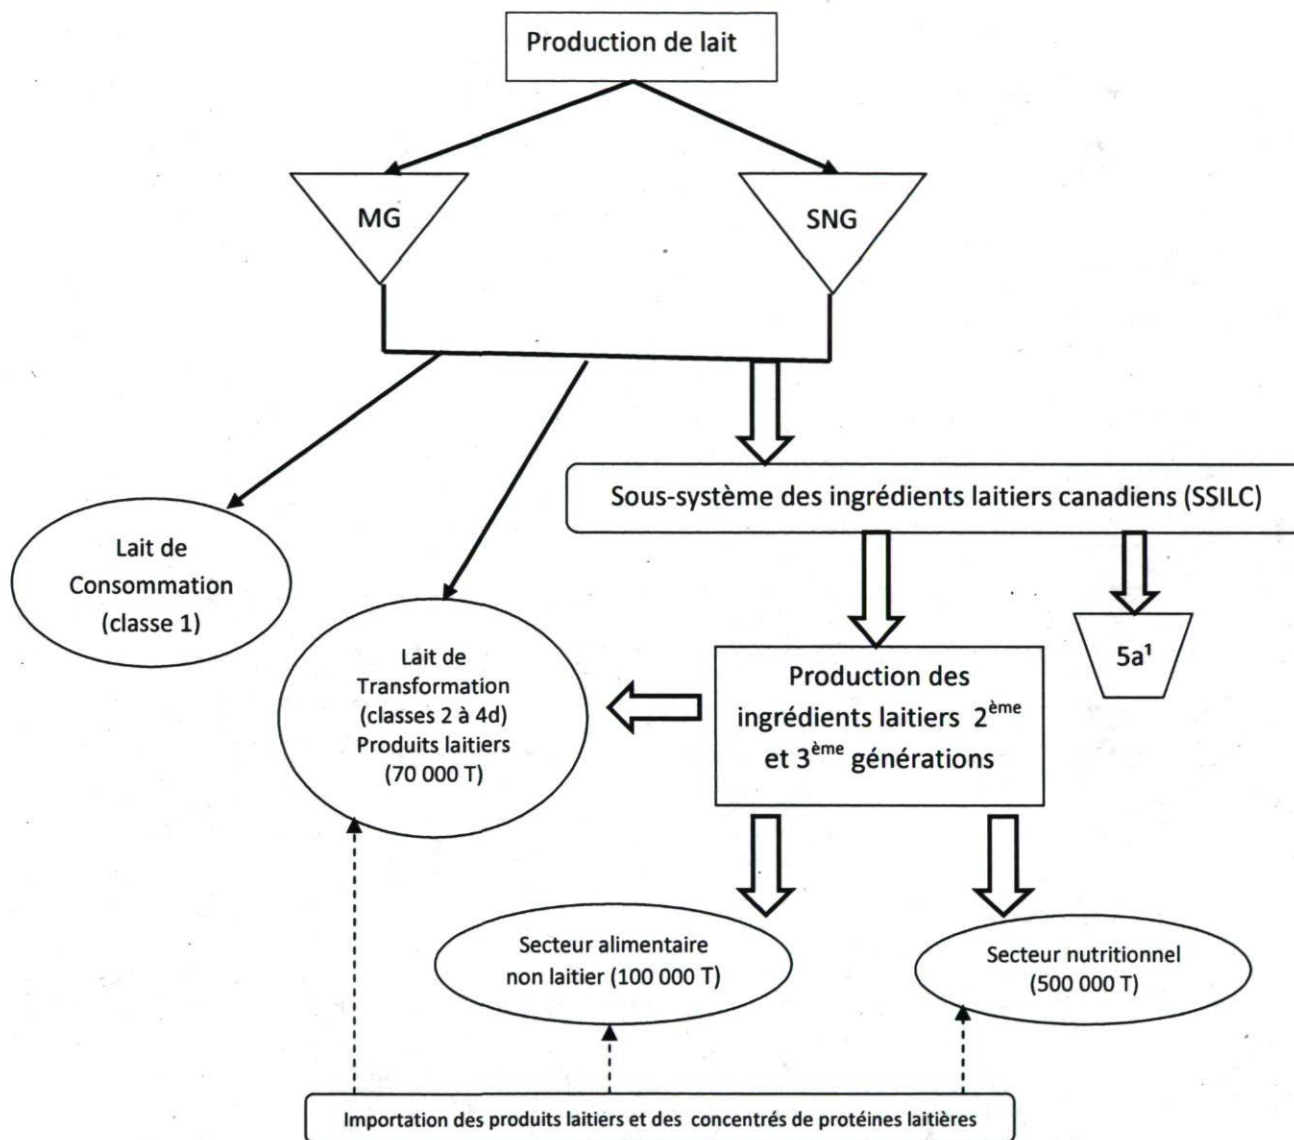 Production de lait
MG
SNG
Sous-système des ingrédients laitiers canadiens (SSILC)
Lait de
Consommation
(classe 1)
Lait de
Transformation
(classes 2 à 4d)
Produits laitiers
(70 000 T)
Production des
ingrédients laitiers 2ème
et 3ème générations
5a¹
Secteur alimentaire
non laitier (100 000 T)
Secteur nutritionnel
(500 000 T)
Importation des produits laitiers et des concentrés de protéines laitières